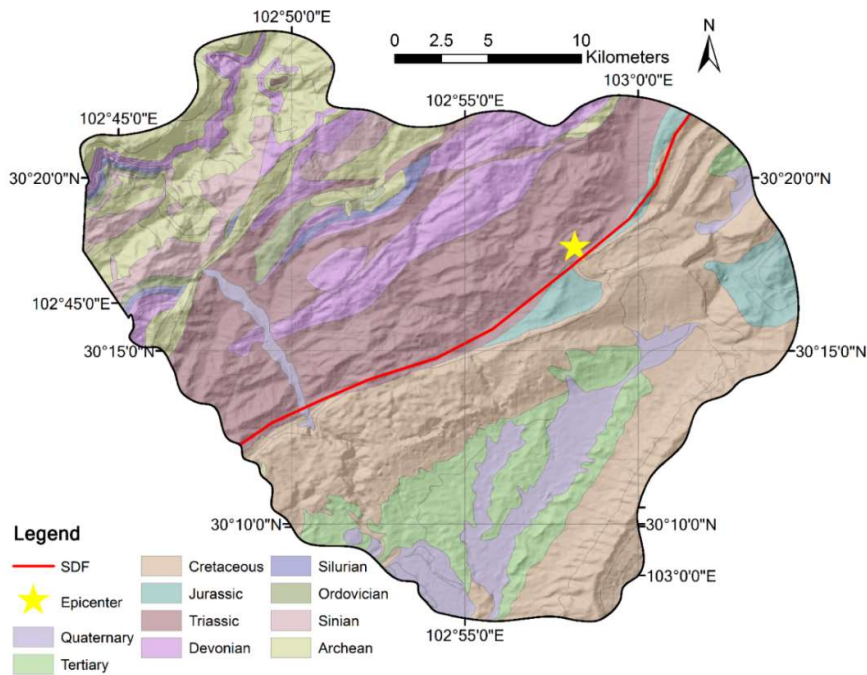 102°50'0"E
N
0 2.5 5 10
Kilometers
102°45'0"E
102°55'0"E
103°0'0"E
30°20'0"N
30°20'0"N
102°45'0"E
30°15'0"N
30°15'0"N
30°10'0"N
30°10'0"N
103°0'0"E
102°55'0"E
Legend
SDF
Epicenter
Quaternary
Tertiary
Cretaceous
Jurassic
Triassic
Devonian
Silurian
Ordovician
Sinian
Archean